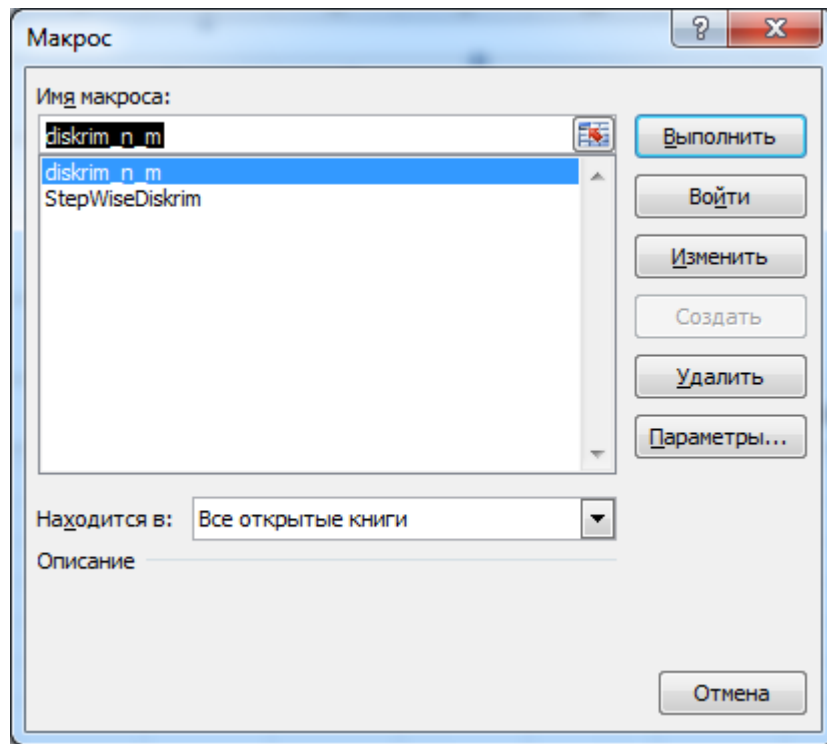 Макрос
Имя макроса:
diskrim_n_m
diskrim_n_m
StepWiseDiskrim
Выполнить
Войти
Изменить
Создать
Удалить
Параметры...
Находится в: Все открытые книги
Описание
Отмена